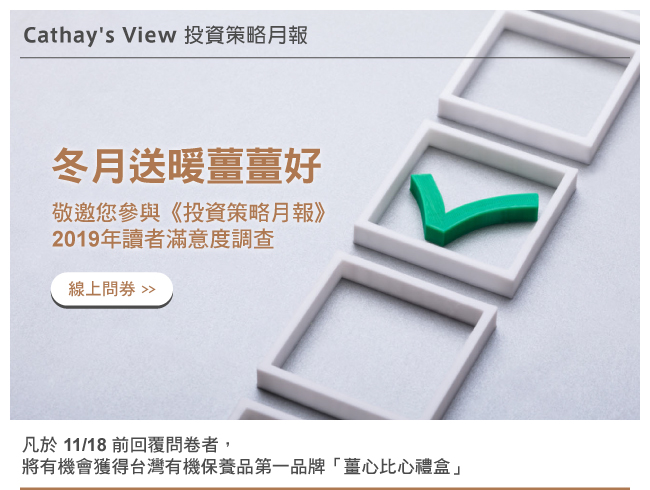 Cathay's View 投資策略月報
冬月送暖薑薑好
敬邀您參與《投資策略月報》
2019年讀者滿意度調查
線上問券 >>
凡於 11/18 前回覆問卷者，
將有機會獲得台灣有機保養品第一品牌「薑心比心禮盒」